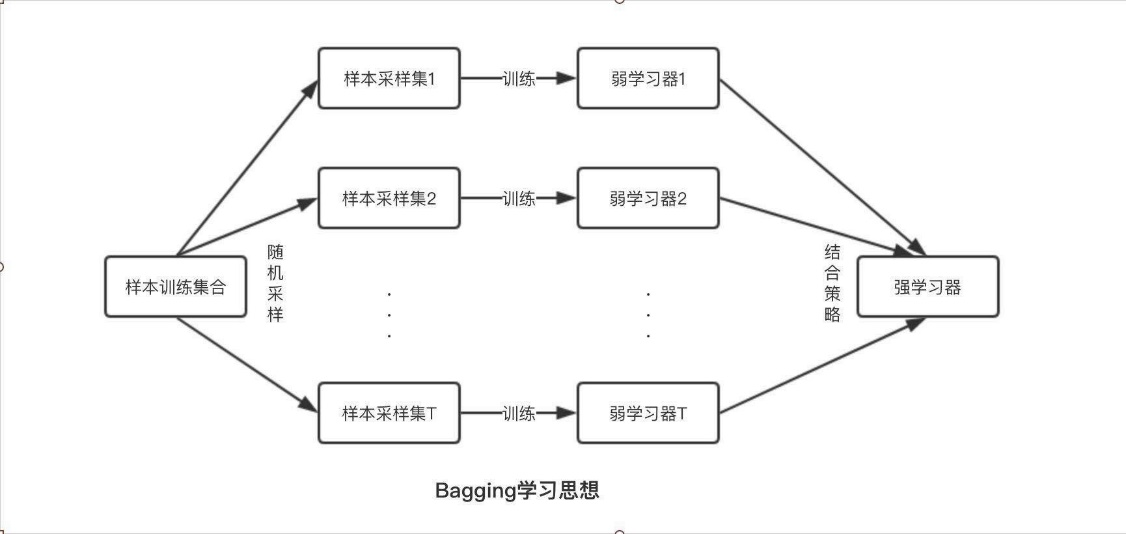 样本采样集1
训练
弱学习器1
样本采样集2
训练
弱学习器2
样本训练集合
随机采样
结合策略
强学习器
样本采样集T
训练
弱学习器T
Bagging学习思想